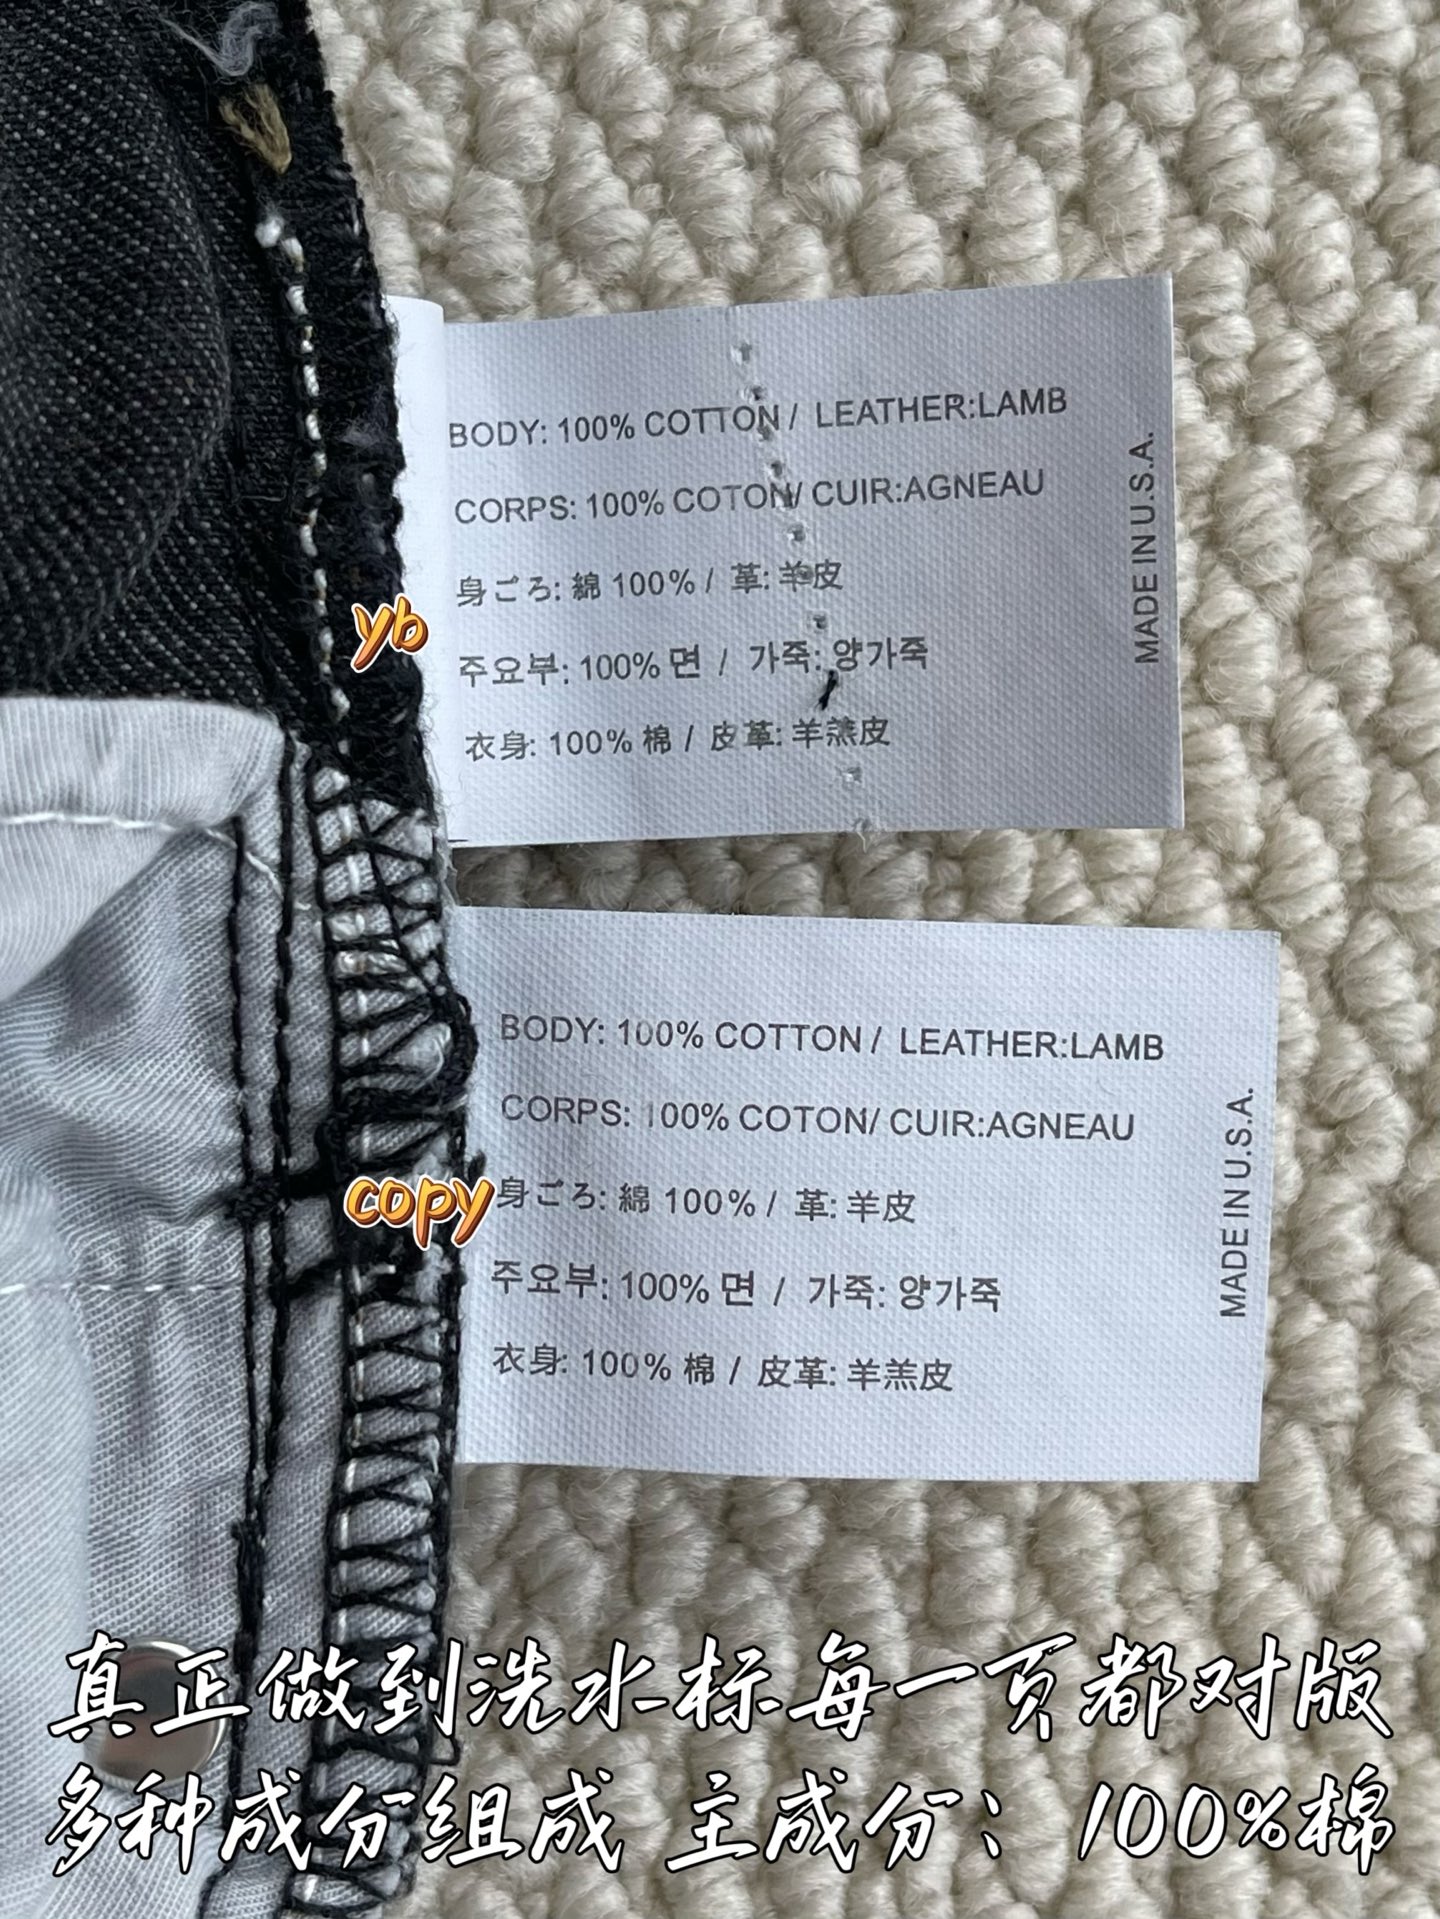 BODY: 100% COTTON / LEATHER:LAMB
CORPS: 100% COTON/ CUIR:AGNEAU
身ごろ: 綿 100% / 革: 羊皮
주요부: 100% 면 / 가죽: 양가죽
衣身: 100% 棉 / 皮革: 羊羔皮
MADE IN U.S.A.
yb
BODY: 100% COTTON / LEATHER:LAMB
CORPS: 100% COTON/ CUIR:AGNEAU
身ごろ: 綿 100% / 革: 羊皮
주요부: 100% 면 / 가죽: 양가죽
衣身: 100% 棉 / 皮革: 羊羔皮
MADE IN U.S.A.
copy
真正做到洗水标每一页都对版
多种成分组成 主成分：100%棉